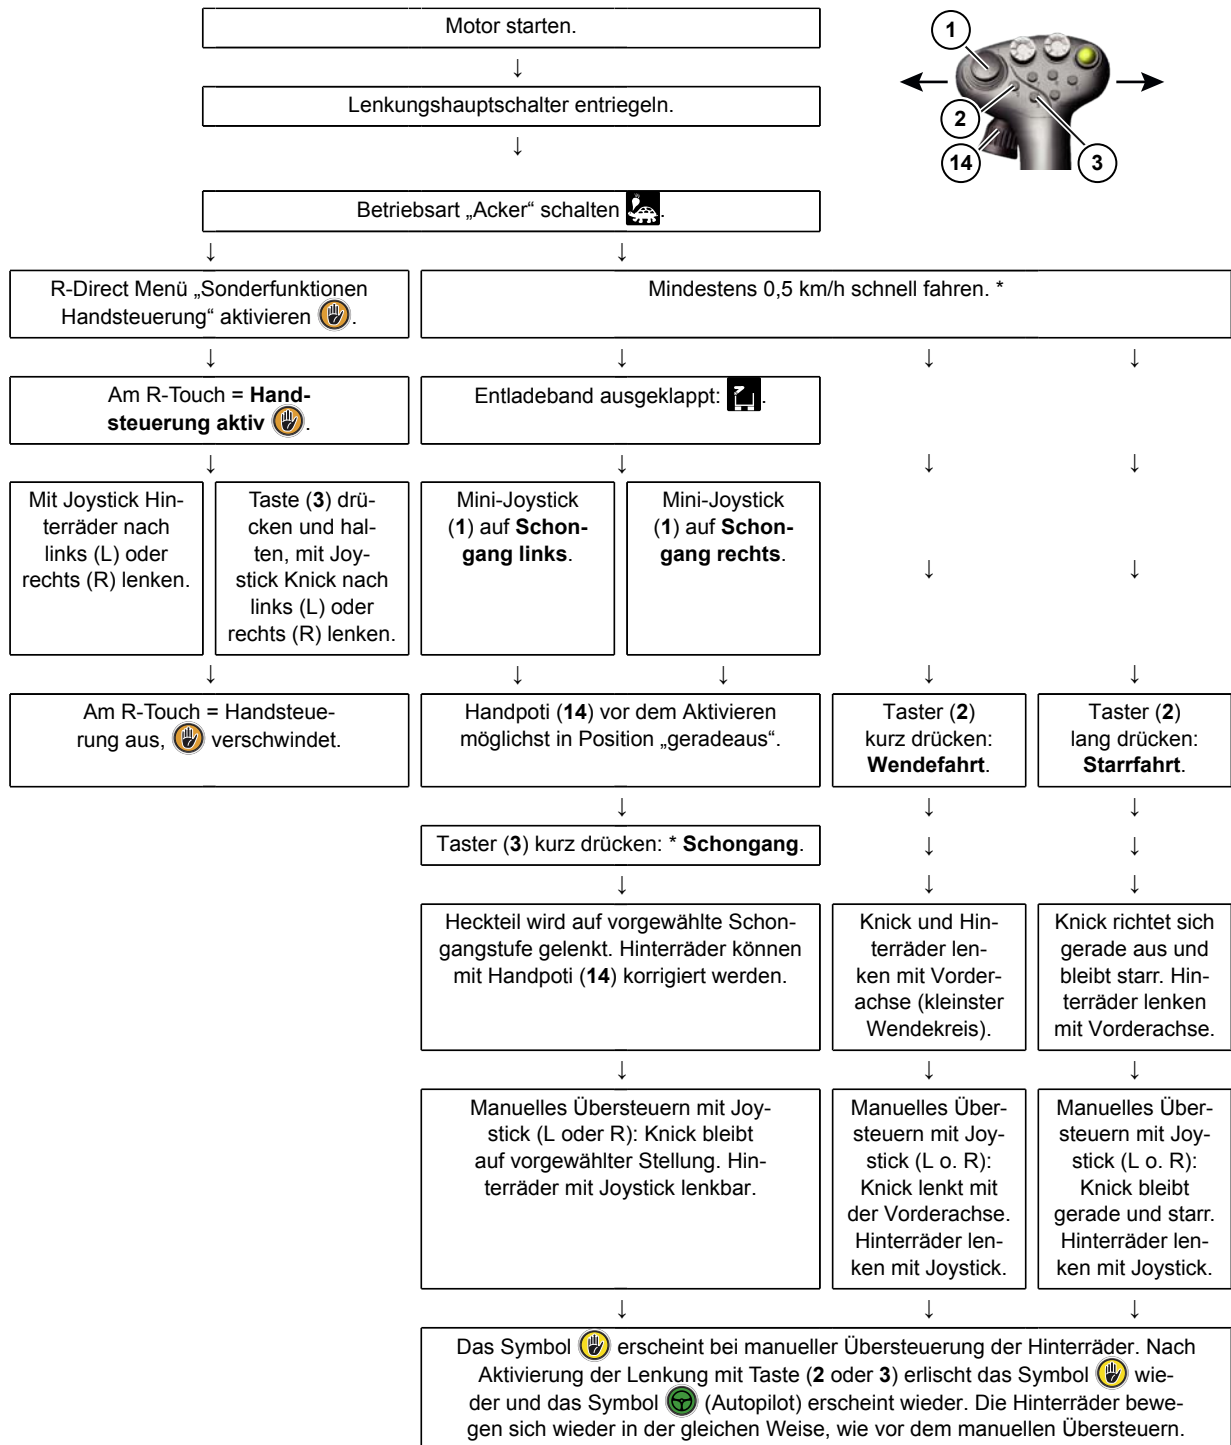 Motor starten.
1
Lenkungshauptschalter entriegeln.
2
14
3
Betriebsart „Acker“ schalten .
R-Direct Menü „Sonderfunktionen
Handsteuerung“ aktivieren .
Mindestens 0,5 km/h schnell fahren. *
Am R-Touch = Hand-
steuerung aktiv .
Entladeband ausgeklappt: .
Mit Joystick Hin-
terräder nach
links (L) oder
rechts (R) lenken.
Taste (3) drü-
cken und hal-
ten, mit Joy-
stick Knick nach
links (L) oder
rechts (R) lenken.
Mini-Joystick
(1) auf Schon-
gang links.
Mini-Joystick
(1) auf Schon-
gang rechts.
Am R-Touch = Handsteue-
rung aus, verschwindet.
Handpoti (14) vor dem Aktivieren
möglichst in Position „geradeaus“.
Taster (2)
kurz drücken:
Wendefahrt.
Taster (2)
lang drücken:
Starrfahrt.
Taster (3) kurz drücken: * Schongang.
Heckteil wird auf vorgewählte Schon-
gangstufe gelenkt. Hinterräder können
mit Handpoti (14) korrigiert werden.
Knick und Hin-
terräder len-
ken mit Vorder-
achse (kleinster
Wendekreis).
Knick richtet sich
gerade aus und
bleibt starr. Hin-
terräder lenken
mit Vorderachse.
Manuelles Übersteuern mit Joy-
stick (L oder R): Knick bleibt
auf vorgewählter Stellung. Hin-
terräder mit Joystick lenkbar.
Manuelles Über-
steuern mit Joy-
stick (L o. R):
Knick lenkt mit
der Vorderachse.
Hinterräder len-
ken mit Joystick.
Manuelles Über-
steuern mit Joy-
stick (L o. R):
Knick bleibt
gerade und starr.
Hinterräder len-
ken mit Joystick.
Das Symbol erscheint bei manueller Übersteuerung der Hinterräder. Nach
Aktivierung der Lenkung mit Taste (2 oder 3) erlischt das Symbol wie-
der und das Symbol (Autopilot) erscheint wieder. Die Hinterräder bewe-
gen sich wieder in der gleichen Weise, wie vor dem manuellen Übersteuern.